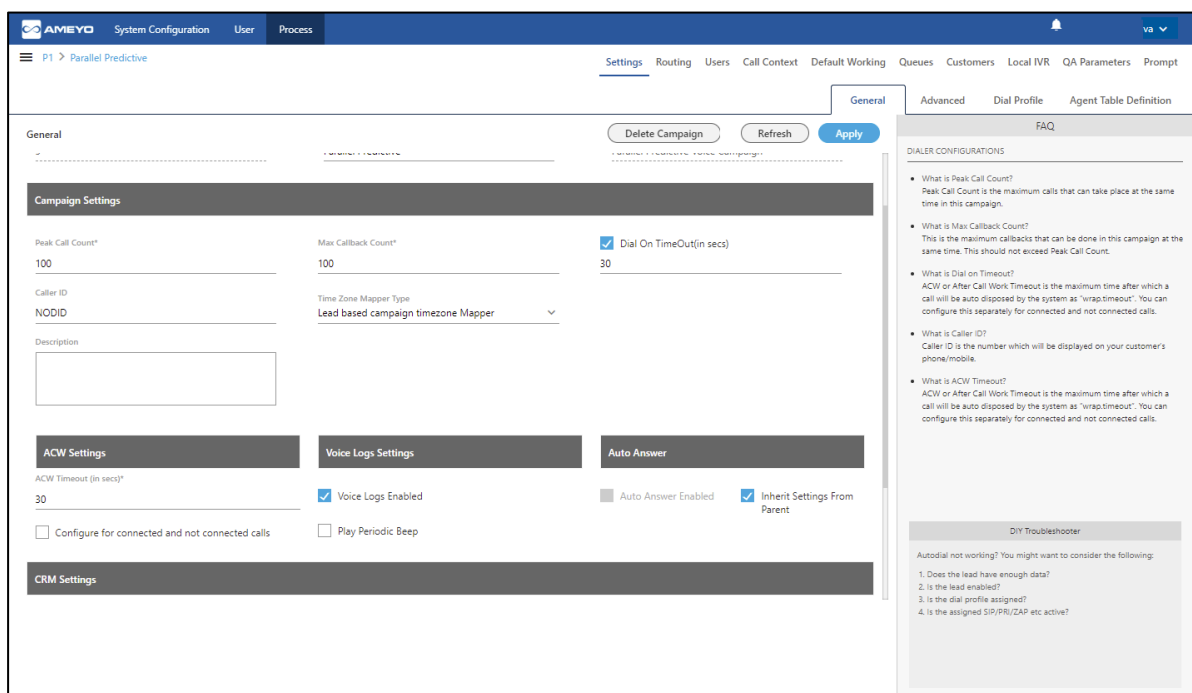 AMEYO System Configuration User Process va
P1 > Parallel Predictive
Settings Routing Users Call Context Default Working Queues Customers Local IVR QA Parameters Prompt
General Advanced Dial Profile Agent Table Definition
General Delete Campaign Refresh Apply
Parallel Predictive Parallel Predictive Voice Campaign
Campaign Settings
Peak Call Count* Max Callback Count* Dial On TimeOut(in secs)
100 100 30
Caller ID Time Zone Mapper Type
NODID Lead based campaign timezone Mapper
Description
ACW Settings Voice Logs Settings Auto Answer
ACW Timeout (in secs)*
30 Voice Logs Enabled Auto Answer Enabled Inherit Settings From
Parent
Configure for connected and not connected calls Play Periodic Beep
CRM Settings
FAQ
DIALER CONFIGURATIONS
What is Peak Call Count?
Peak Call Count is the maximum calls that can take place at the same
time in this campaign.
What is Max Callback Count?
This is the maximum callbacks that can be done in this campaign at the
same time. This should not exceed Peak Call Count.
What is Dial on Timeout?
ACW or After Call Work Timeout is the maximum time after which a
call will be auto disposed by the system as "wrap.timeout". You can
configure this separately for connected and not connected calls.
What is Caller ID?
Caller ID is the number which will be displayed on your customer's
phone/mobile.
What is ACW Timeout?
ACW or After Call Work Timeout is the maximum time after which a
call will be auto disposed by the system as "wrap.timeout". You can
configure this separately for connected and not connected calls.
DIY Troubleshooter
Autodial not working? You might want to consider the following:
1. Does the lead have enough data?
2. Is the lead enabled?
3. Is the dial profile assigned?
4. Is the assigned SIP/PRI/ZAP etc active?